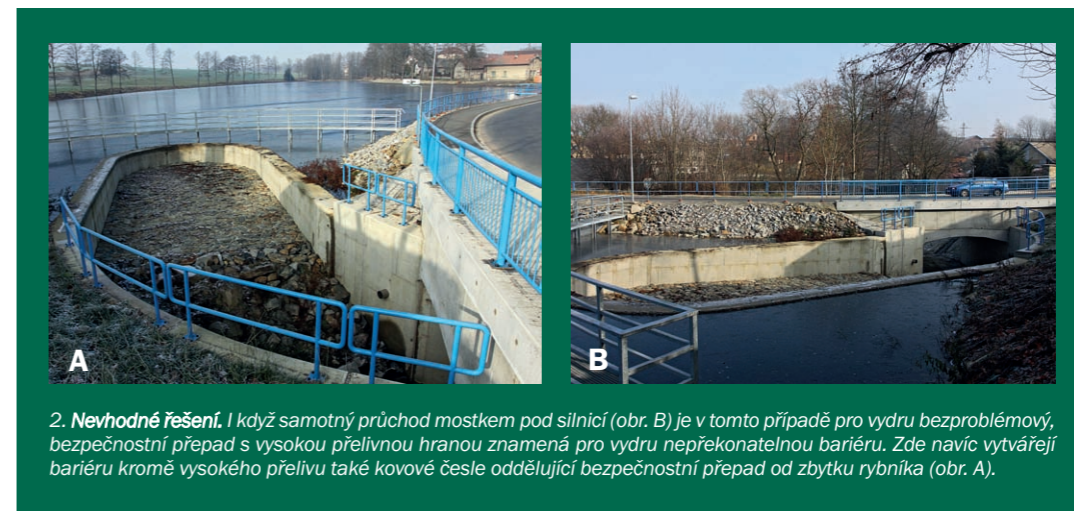 A
B
2. Nevhodné řešení. I když samotný průchod mostkem pod silnicí (obr. B) je v tomto případě pro vydru bezproblémový,
bezpečnostní přepad s vysokou přelivnou hranou znamená pro vydru nepřekonatelnou bariéru. Zde navíc vytvářejí
bariéru kromě vysokého přelivu také kovové česle oddělující bezpečnostní přepad od zbytku rybníka (obr. A).